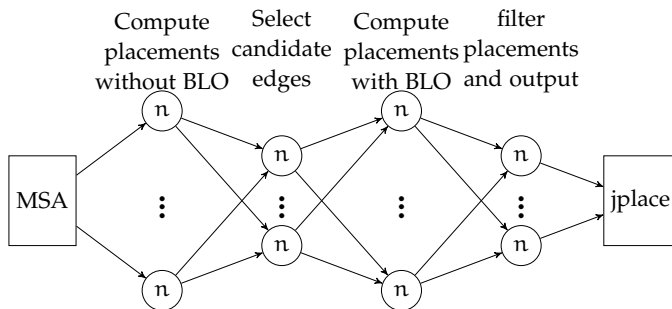 Compute
placements
without BLO
Select
candidate
edges
Compute
placements
with BLO
filter
placements
and output
n
n
n
n
MSA
jplace
n
n
n
n